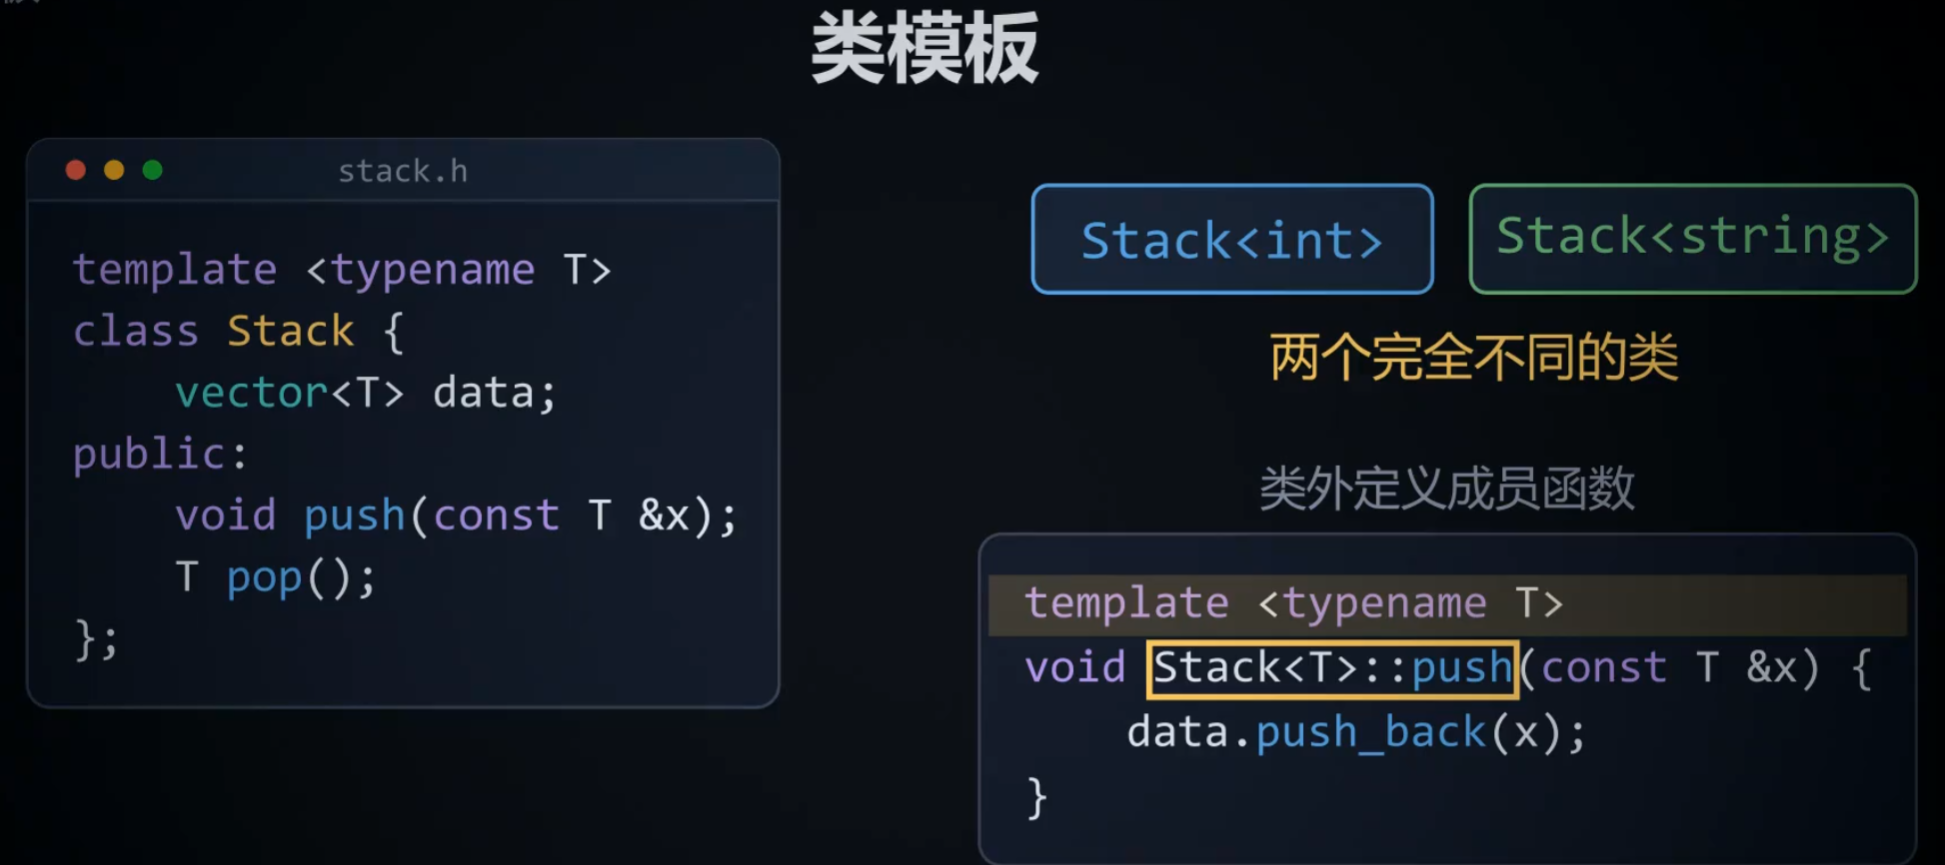 类模板
stack.h
template <typename T>
class Stack {
    vector<T> data;
public:
    void push(const T &x);
    T pop();
};
Stack<int>
Stack<string>
两个完全不同的类
类外定义成员函数
template <typename T>
void Stack<T>::push(const T &x) {
    data.push_back(x);
}